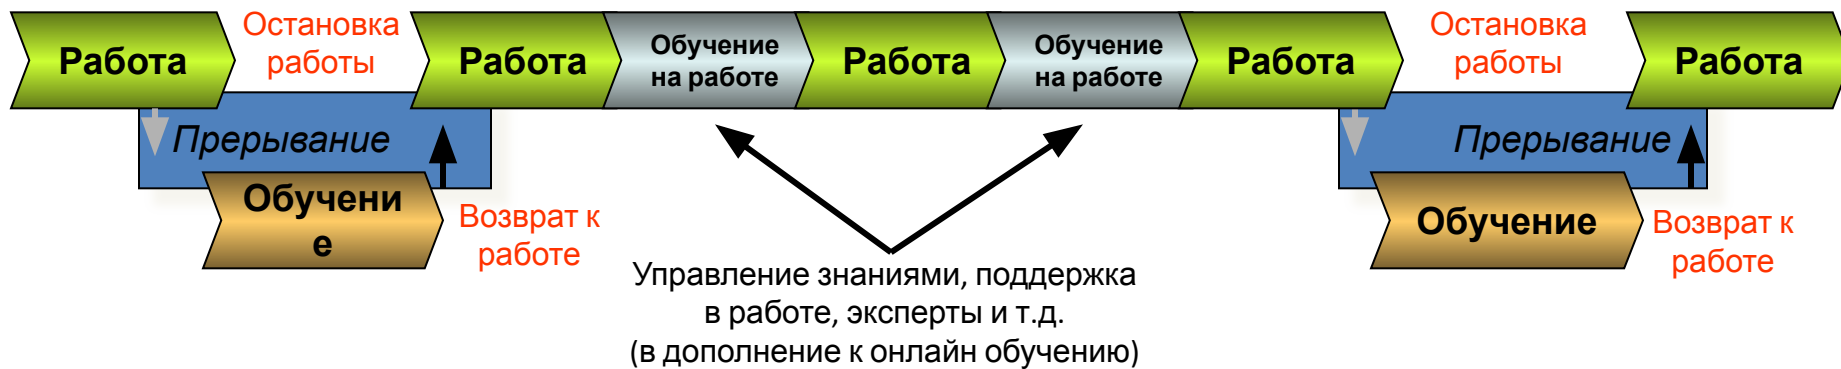 Работа
Остановка
работы
Работа
Обучение
на работе
Работа
Обучение
на работе
Работа
Остановка
работы
Работа
Прерывание
Обучени
е
Возврат к
работе
Прерывание
Обучение
Возврат к
работе
Управление знаниями, поддержка
в работе, эксперты и т.д.
(в дополнение к онлайн обучению)